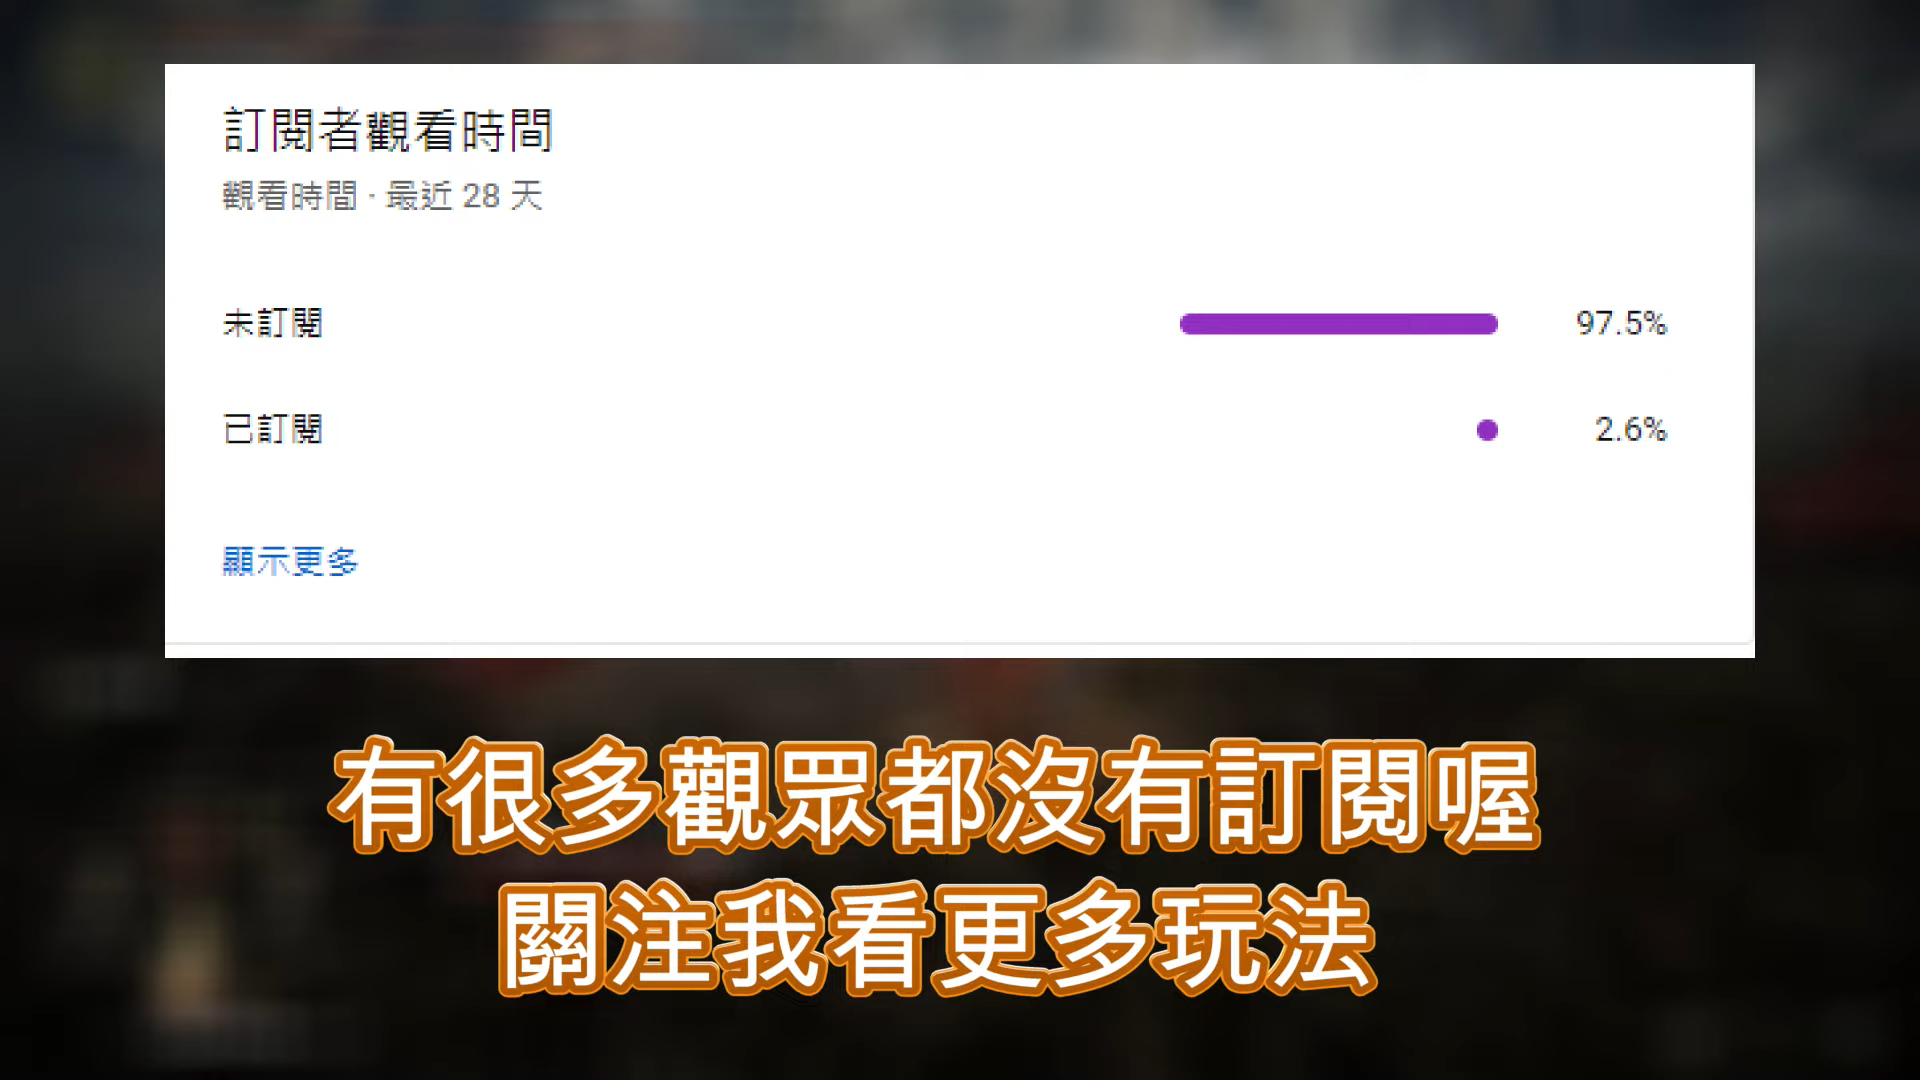 訂閱者觀看時間
觀看時間 · 最近 28 天
未訂閱 97.5%
已訂閱 2.6%
顯示更多
有很多觀眾都沒有訂閱喔
關注我看更多玩法